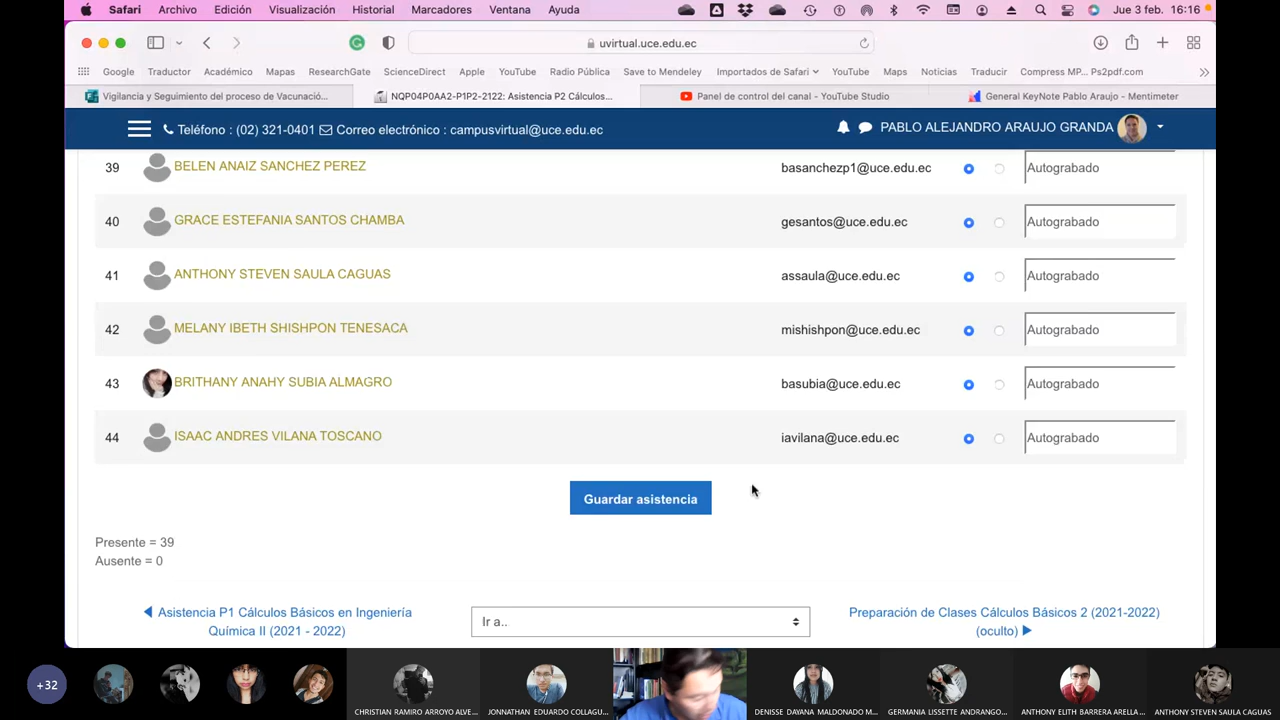 Safari Archivo Edición Visualización Historial Marcadores Ventana Ayuda Jue 3 feb. 16:16
uvirtual.uce.edu.ec
Google Traductor Académico Mapas ResearchGate ScienceDirect Apple YouTube Radio Pública Save to Mendeley Importados de Safari YouTube Maps Noticias Traducir Compress MP... Ps2pdf.com
Vigilancia y Seguimiento del proceso de Vacunació... NQP04P0AA2-P1P2-2122: Asistencia P2 Cálculos... Panel de control del canal - YouTube Studio General KeyNote Pablo Araujo - Mentimeter
Teléfono : (02) 321-0401 Correo electrónico : campusvirtual@uce.edu.ec PABLO ALEJANDRO ARAUJO GRANDA
39 BELEN ANAIZ SANCHEZ PEREZ basanchezp1@uce.edu.ec Autograbado
40 GRACE ESTEFANIA SANTOS CHAMBA gesantos@uce.edu.ec Autograbado
41 ANTHONY STEVEN SAULA CAGUAS assaula@uce.edu.ec Autograbado
42 MELANY IBETH SHISHPON TENESACA mishishpon@uce.edu.ec Autograbado
43 BRITHANY ANAHY SUBIA ALMAGRO basubia@uce.edu.ec Autograbado
44 ISAAC ANDRES VILANA TOSCANO iavilana@uce.edu.ec Autograbado
Guardar asistencia
Presente = 39
Ausente = 0
◀ Asistencia P1 Cálculos Básicos en Ingeniería Química II (2021 - 2022)
Ir a..
Preparación de Clases Cálculos Básicos 2 (2021-2022) (oculto) ▶
+32 CHRISTIAN RAMIRO ARROYO ALVE... JONNATHAN EDUARDO COLLAGU... DENISSE DAYANA MALDONADO M... GERMANIA LISSETTE ANDRANGO... ANTHONY ELITH BARRERA ARELLA... ANTHONY STEVEN SAULA CAGUAS